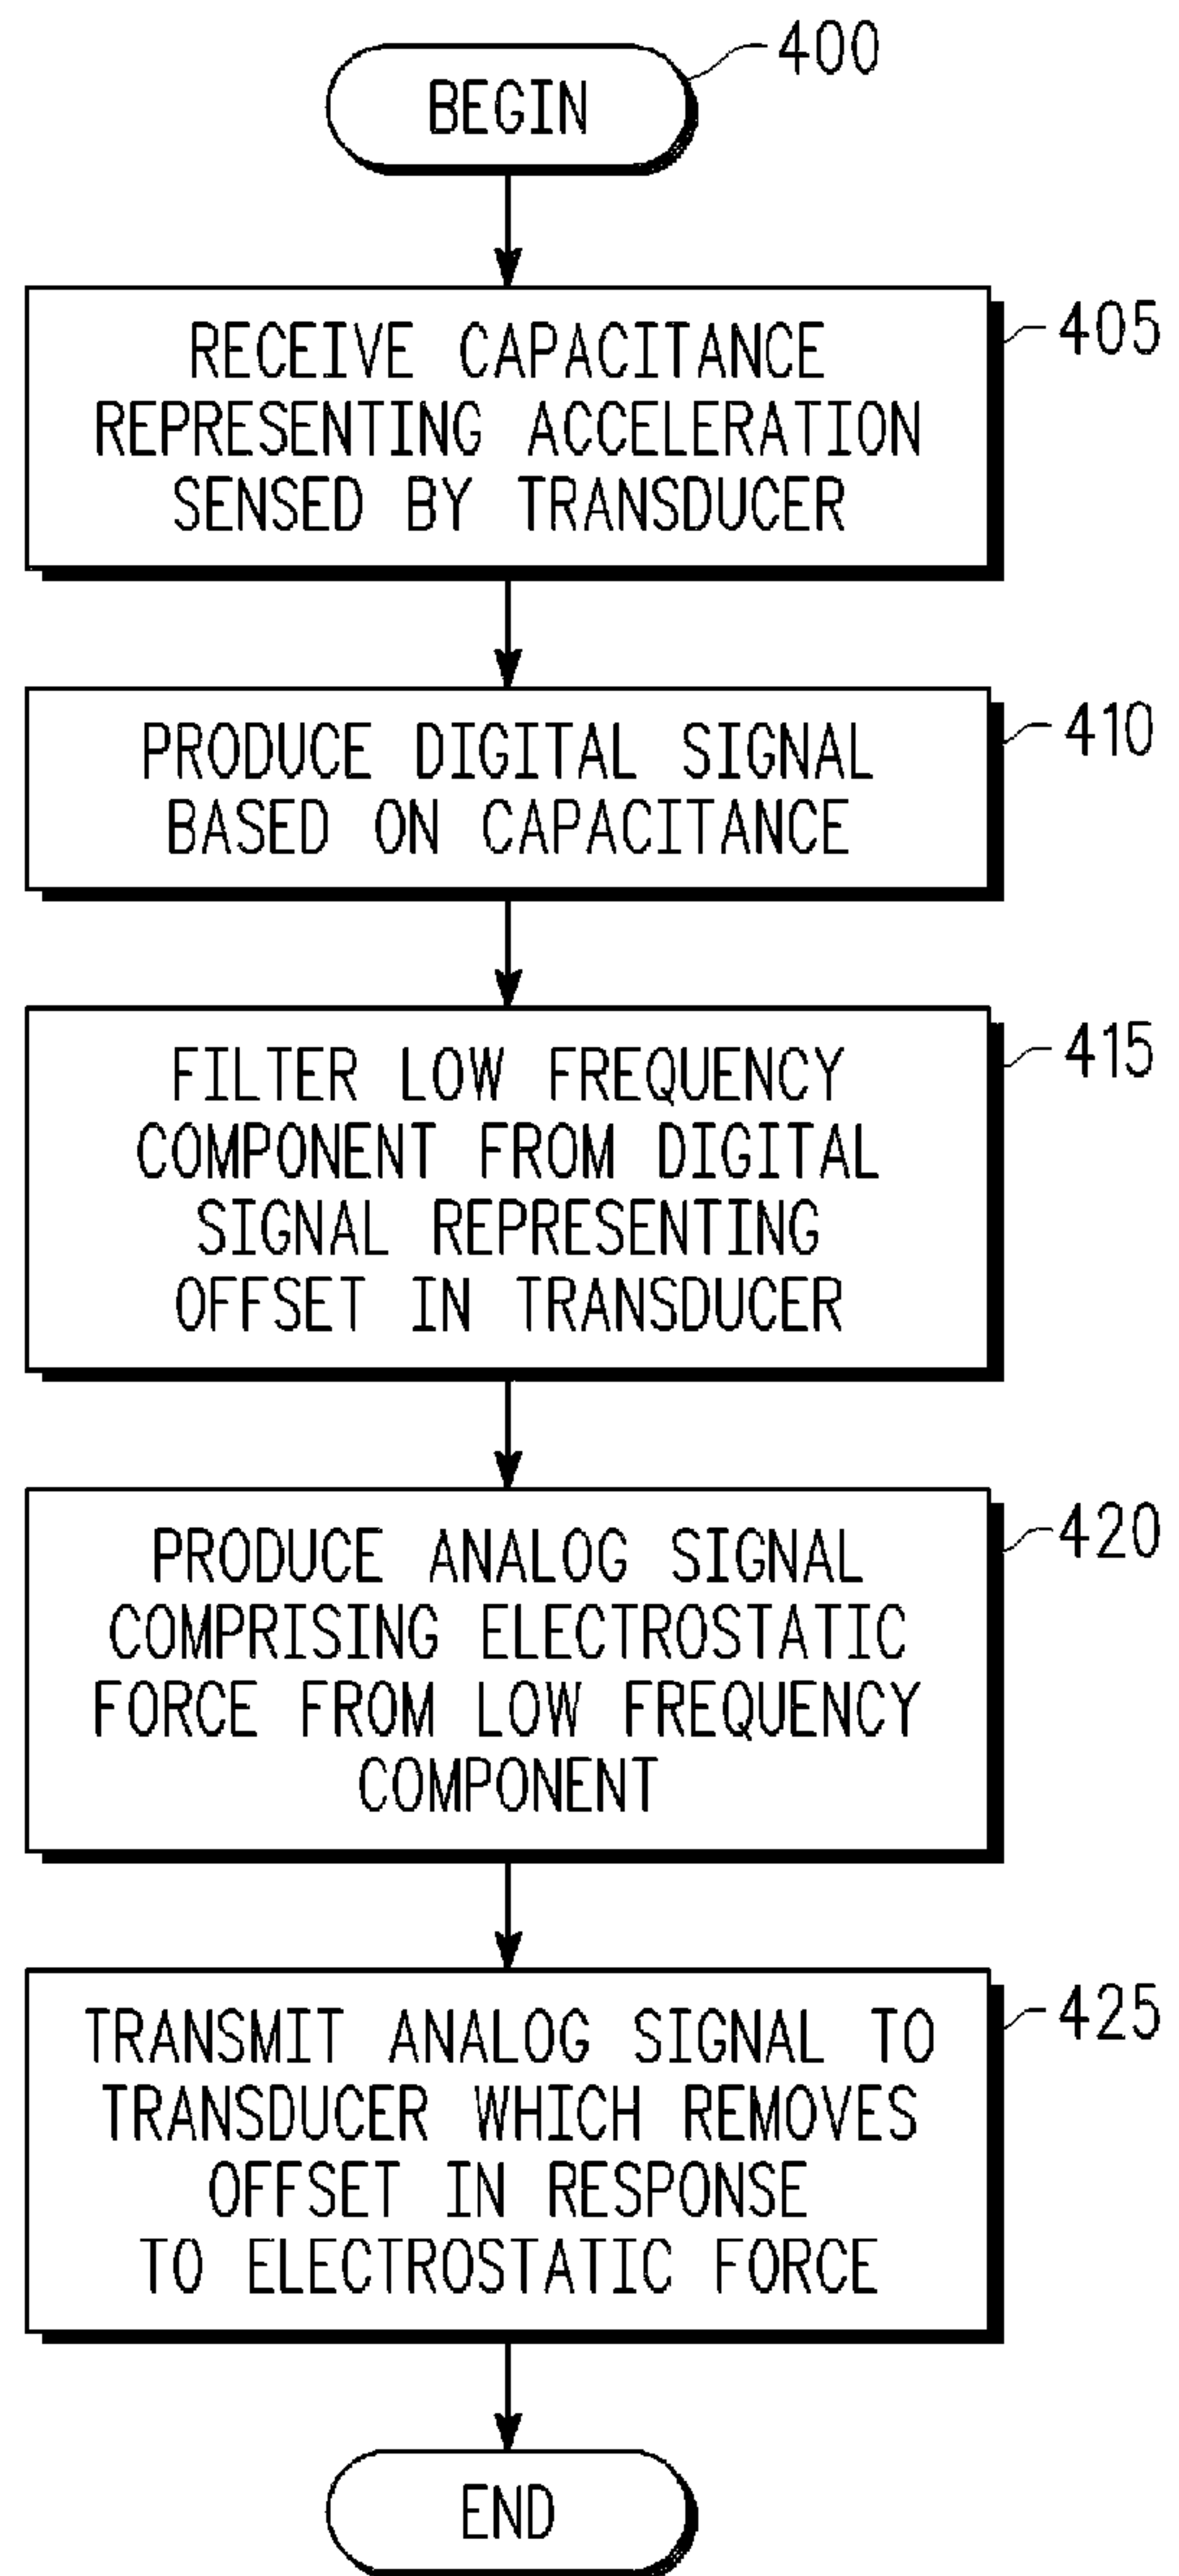 BEGIN
400
RECEIVE CAPACITANCE
REPRESENTING ACCELERATION
SENSED BY TRANSDUCER
405
PRODUCE DIGITAL SIGNAL
BASED ON CAPACITANCE
410
FILTER LOW FREQUENCY
COMPONENT FROM DIGITAL
SIGNAL REPRESENTING
OFFSET IN TRANSDUCER
415
PRODUCE ANALOG SIGNAL
COMPRISING ELECTROSTATIC
FORCE FROM LOW FREQUENCY
COMPONENT
420
TRANSMIT ANALOG SIGNAL TO
TRANSDUCER WHICH REMOVES
OFFSET IN RESPONSE
TO ELECTROSTATIC FORCE
425
END